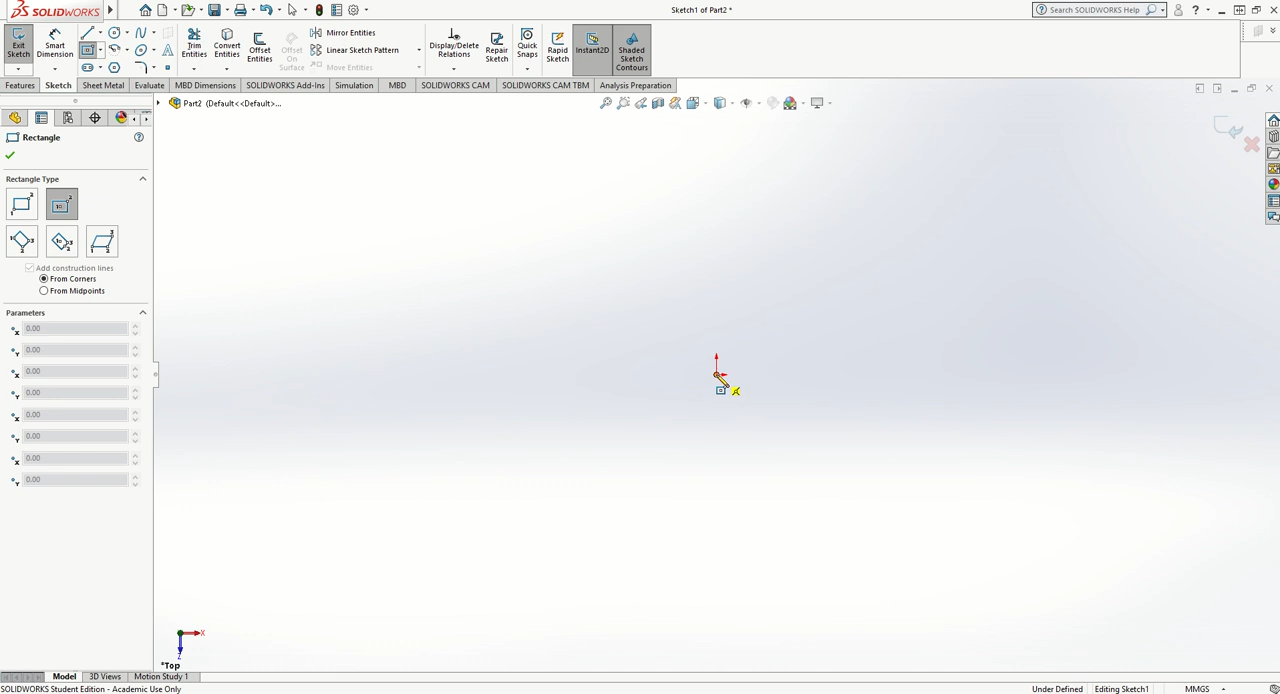 SOLIDWORKS
Sketch1 of Part2 *
Search SOLIDWORKS Help
Exit Sketch
Smart Dimension
Trim Entities
Convert Entities
Offset Entities
Offset On Surface
Mirror Entities
Linear Sketch Pattern
Move Entities
Display/Delete Relations
Repair Sketch
Quick Snaps
Rapid Sketch
Instant2D
Shaded Sketch Contours
Features
Sketch
Sheet Metal
Evaluate
MBD Dimensions
SOLIDWORKS Add-Ins
Simulation
MBD
SOLIDWORKS CAM
SOLIDWORKS CAM TBM
Analysis Preparation
Part2 (Default<<Default>...
Rectangle
Rectangle Type
Add construction lines
From Corners
From Midpoints
Parameters
x 0.00
Y 0.00
x 0.00
Y 0.00
x 0.00
Y 0.00
x 0.00
Y 0.00
X
Z
*Top
Model
3D Views
Motion Study 1
SOLIDWORKS Student Edition - Academic Use Only
Under Defined
Editing Sketch1
MMGS